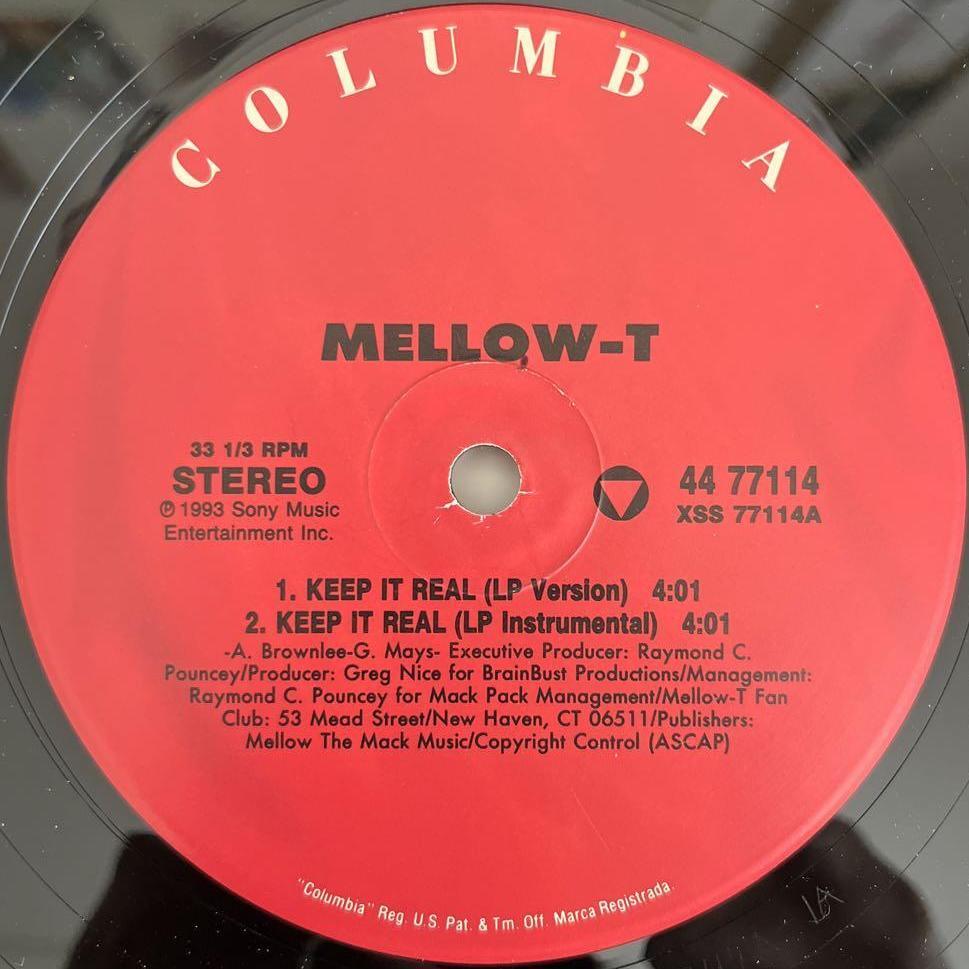 COLUMBIA
MELLOW-T
33 1/3 RPM
STEREO
℗ 1993 Sony Music
Entertainment Inc.
44 77114
XSS 77114A
1. KEEP IT REAL (LP Version) 4:01
2. KEEP IT REAL (LP Instrumental) 4:01
-A. Brownlee-G. Mays- Executive Producer: Raymond C.
Pouncey/Producer: Greg Nice for BrainBust Productions/Management:
Raymond C. Pouncey for Mack Pack Management/Mellow-T Fan
Club: 53 Mead Street/New Haven, CT 06511/Publishers:
Mellow The Mack Music/Copyright Control (ASCAP)
"Columbia" Reg. U.S. Pat. & Tm. Off. Marca Registrada.